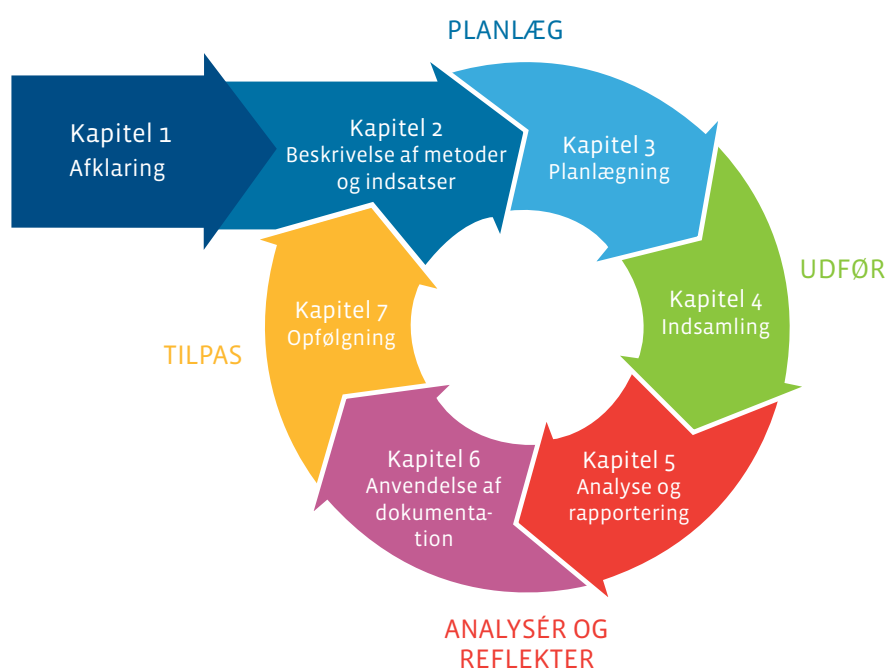 PLANLÆG
Kapitel 1
Afklaring
Kapitel 2
Beskrivelse af metoder
og indsatser
Kapitel 3
Planlægning
UDFØR
Kapitel 4
Indsamling
Kapitel 5
Analyse og
rapportering
ANALYSÉR OG
REFLEKTER
Kapitel 6
Anvendelse af
dokumenta-
tion
TILPAS
Kapitel 7
Opfølgning